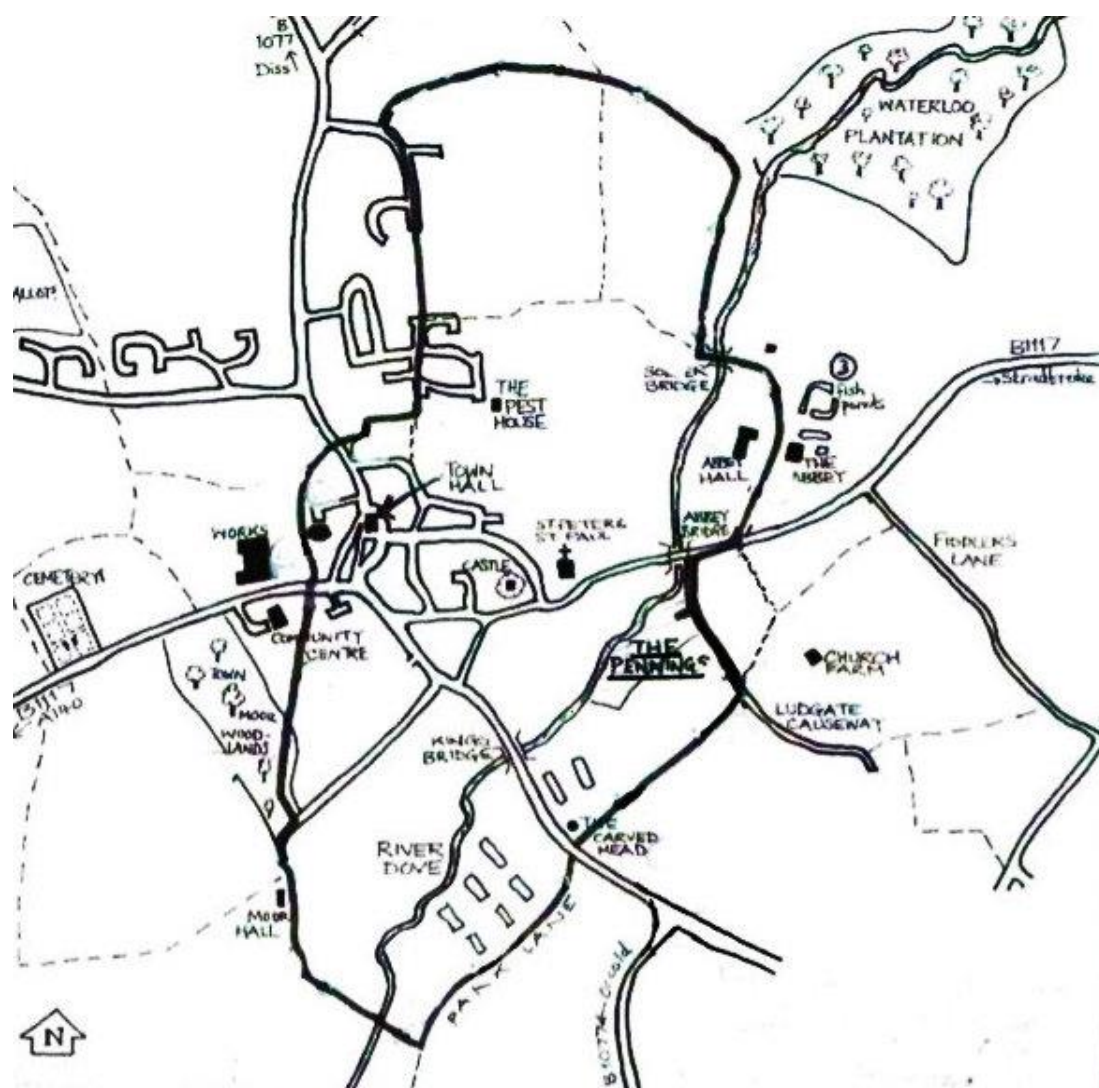 B
1077
Diss
WATERLOO
PLANTATION
ALLOTS
B1117
Stradbroke
3
fish
ponds
BRIDGE
THE
PEST
HOUSE
ABBEY
HALL
THE
ABBEY
TOWN
HALL
WORKS
ST PETER &
ST PAUL
ABBEY
BRIDGE
FIDDLERS
LANE
CEMETERY
CASTLE
COMMUNITY
CENTRE
THE
PENNINGS
CHURCH
FARM
TOWN
MOOR
WOOD-
LANDS
B1117
A140
LUDGATE
CAUSEWAY
KINGS
BRIDGE
THE
CARVED
HEAD
RIVER
DOVE
MOOR
HALL
PARK LANE
B1077
N